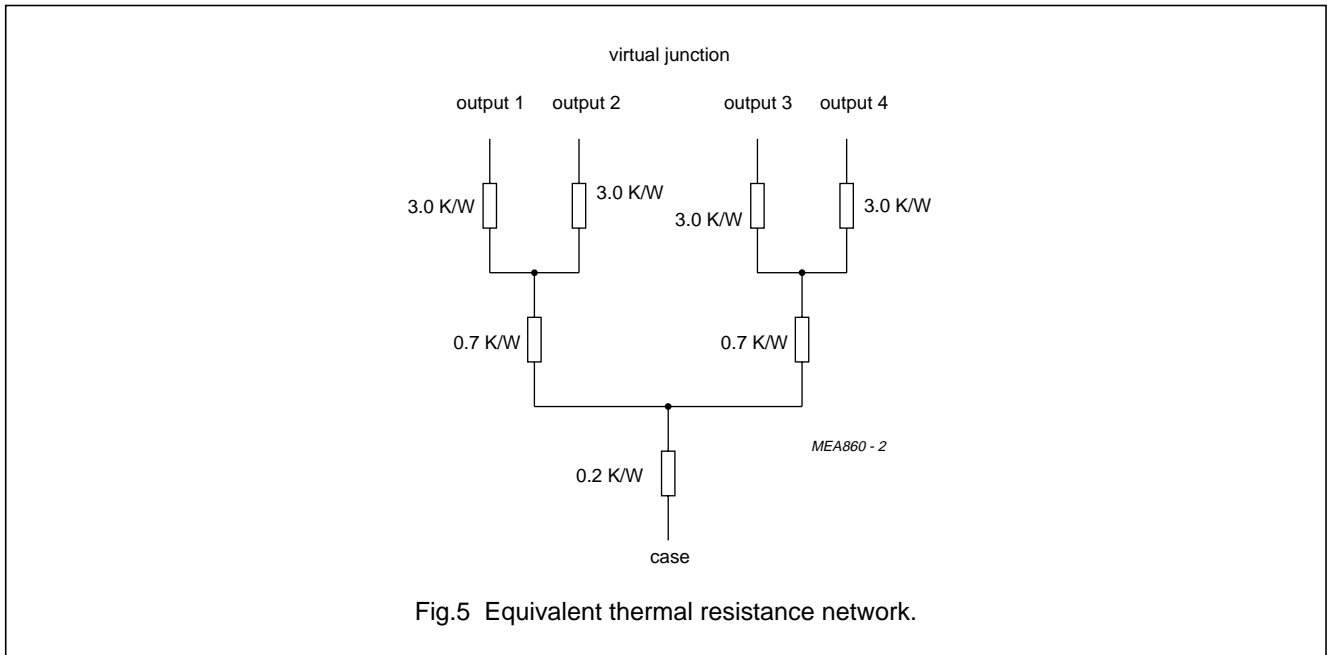 virtual junction
output 1 output 2 output 3 output 4
3.0 K/W 3.0 K/W 3.0 K/W 3.0 K/W
0.7 K/W 0.7 K/W
MEA860 - 2
0.2 K/W
case
Fig.5 Equivalent thermal resistance network.